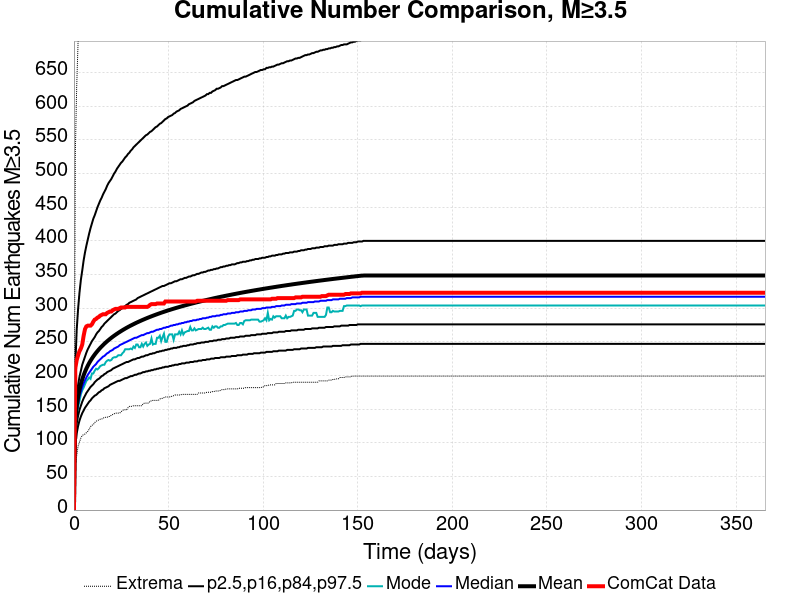 Cumulative Number Comparison, M≥3.5
Cumulative Num Earthquakes M≥3.5
650
600
550
500
450
400
350
300
250
200
150
100
50
0
0 50 100 150 200 250 300 350
Time (days)
Extrema p2.5,p16,p84,p97.5 Mode Median Mean ComCat Data